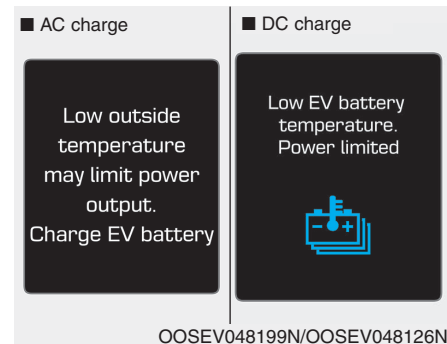 ■ AC charge
Low outside
temperature
may limit power
output.
Charge EV battery
■ DC charge
Low EV battery
temperature.
Power limited
OOSEV048199N/OOSEV048126N